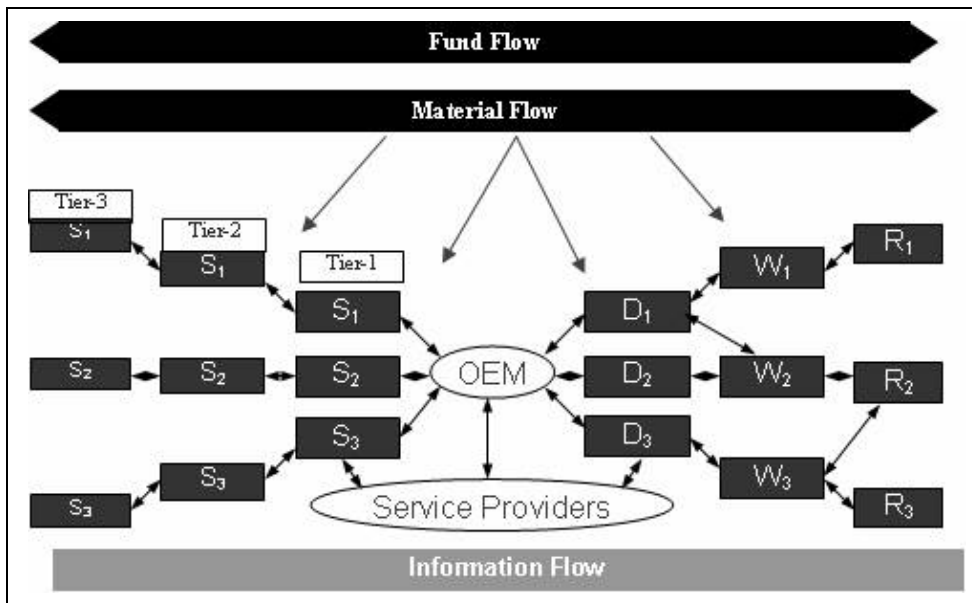 Fund Flow
Material Flow
Tier-3
S₁
Tier-2
S₁
Tier-1
S₁
S₂
S₂
S₂
S₃
S₃
S₃
OEM
Service Providers
D₁
D₂
D₃
W₁
W₂
W₃
R₁
R₂
R₃
Information Flow